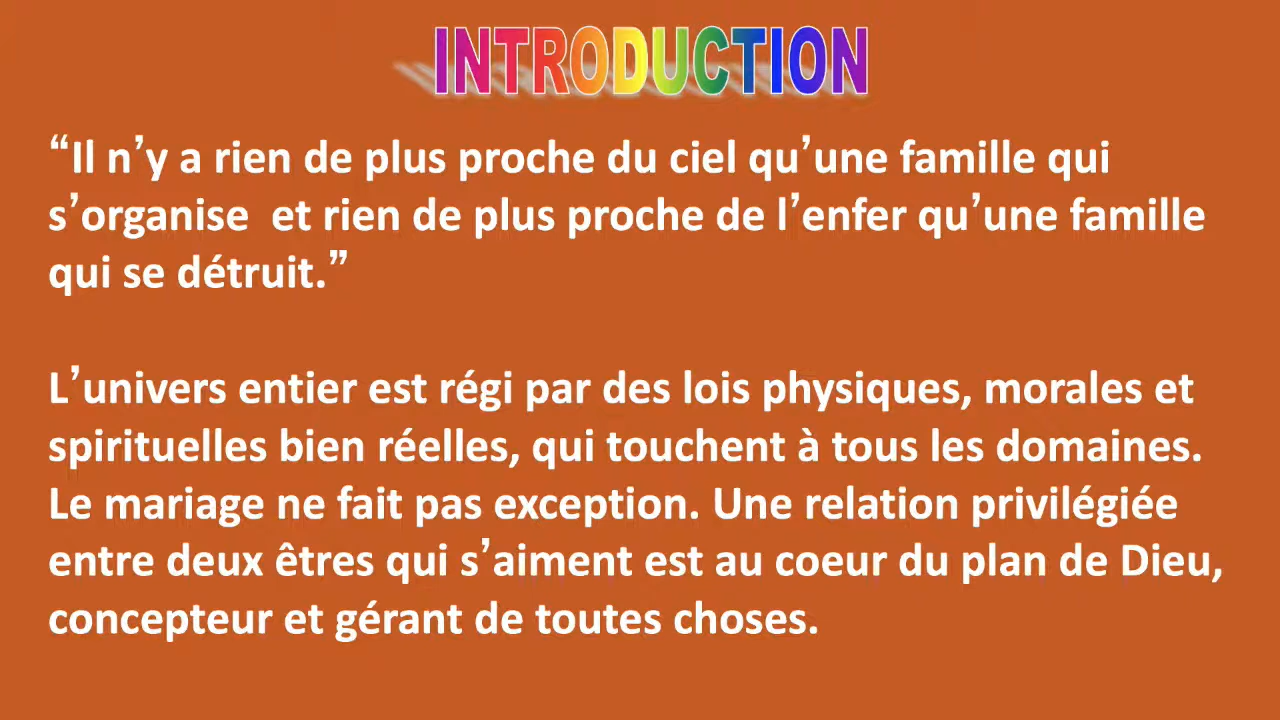 INTRODUCTION
“Il n’y a rien de plus proche du ciel qu’une famille qui
s’organise  et rien de plus proche de l’enfer qu’une famille
qui se détruit.”
L’univers entier est régi par des lois physiques, morales et
spirituelles bien réelles, qui touchent à tous les domaines.
Le mariage ne fait pas exception. Une relation privilégiée
entre deux êtres qui s’aiment est au coeur du plan de Dieu,
concepteur et gérant de toutes choses.